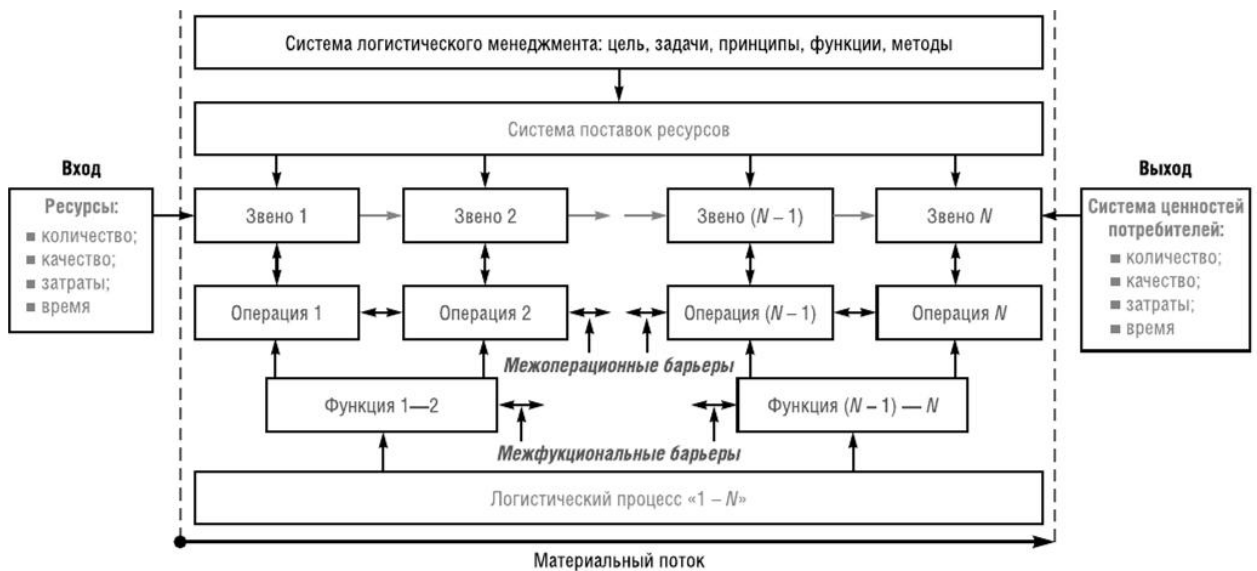 Система логистического менеджмента: цель, задачи, принципы, функции, методы
Система поставок ресурсов
Вход
Ресурсы:
■ количество;
■ качество;
■ затраты;
■ время
Звено 1
Звено 2
Звено (N – 1)
Звено N
Выход
Система ценностей
потребителей:
■ количество;
■ качество;
■ затраты;
■ время
Операция 1
Операция 2
Операция (N – 1)
Операция N
Межоперационные барьеры
Функция 1—2
Функция (N – 1) — N
Межфукциональные барьеры
Логистический процесс «1 – N»
Материальный поток